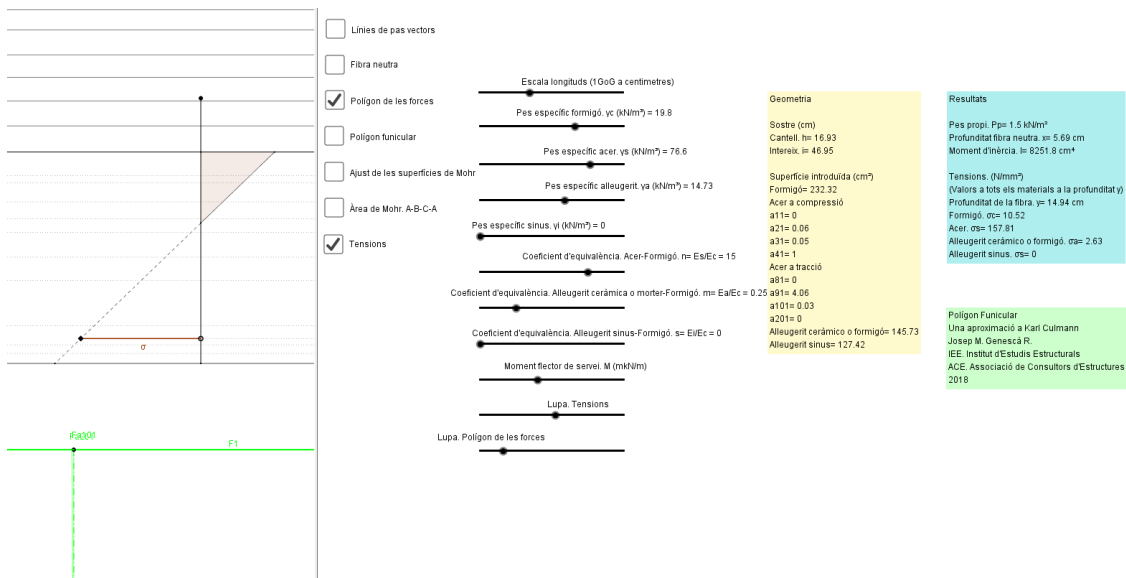 Línies de pas vectors
Fibra neutra
Polígon de les forces
Polígon funicular
Ajust de les superfícies de Mohr
Àrea de Mohr. A-B-C-A
Tensions
Escala longituds (1GoG a centimetres)
Pes específic formigó. γc (kN/m³) = 19.8
Pes específic acer. γs (kN/m³) = 76.6
Pes específic alleugerit. γa (kN/m³) = 14.73
Pes específic sinus. γi (kN/m³) = 0
Coeficient d'equivalència. Acer-Formigó. n= Es/Ec = 15
Coeficient d'equivalència. Alleugerit ceràmica o morter-Formigó. m= Ea/Ec = 0.25
Coeficient d'equivalència. Alleugerit sinus-Formigó. s= Ei/Ec = 0
Moment flector de servei. M (mkN/m)
Lupa. Tensions
Lupa. Polígon de les forces
Geometria
Sostre (cm)
Cantell. h= 16.93
Intereix. i= 46.95
Superfície introduïda (cm²)
Formigó= 232.32
Acer a compressió
a11= 0
a21= 0.06
a31= 0.05
a41= 1
Acer a tracció
a81= 0
a91= 4.06
a101= 0.03
a201= 0
Alleugerit ceràmico o formigó= 145.73
Alleugerit sinus= 127.42
Resultats
Pes propi. Pp= 1.5 kN/m²
Profunditat fibra neutra. x= 5.69 cm
Moment d'inèrcia. I= 8251.8 cm⁴
Tensions. (N/mm²)
(Valors a tots els materials a la profunditat y)
Profunditat de la fibra. y= 14.94 cm
Formigó. σc= 10.52
Acer. σs= 157.81
Alleugerit ceràmico o formigó. σa= 2.63
Alleugerit sinus. σs= 0
Polígon Funicular
Una aproximació a Karl Culmann
Josep M. Genescà R.
IEE. Institut d'Estudis Estructurals
ACE. Associació de Consultors d'Estructures
2018
σ
F1